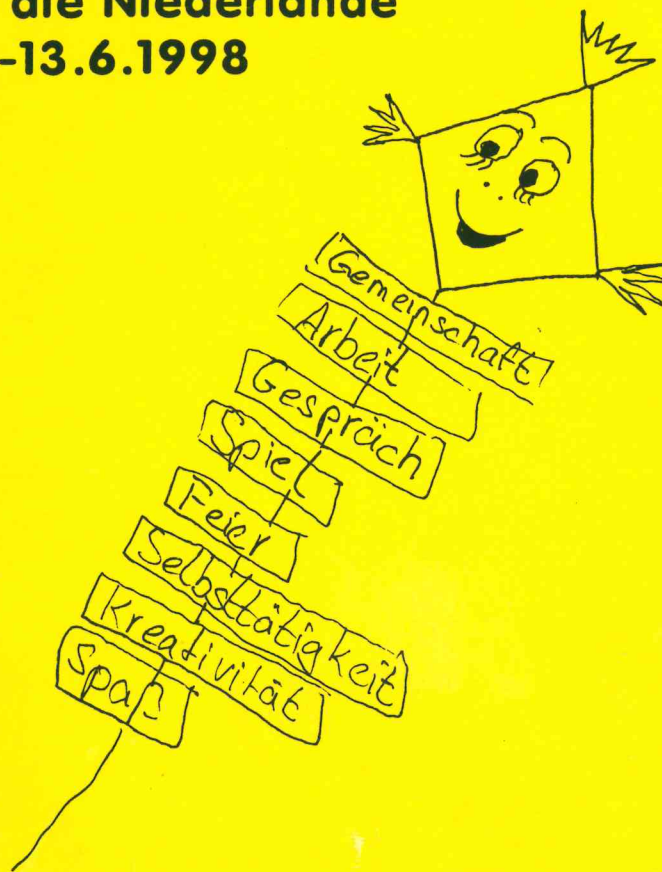 die Niederlande
-13.6.1998
Gemeinschaft
Arbeit
Gespräch
Spiel
Feier
Selbsttätigkeit
Kreativität
Spaß